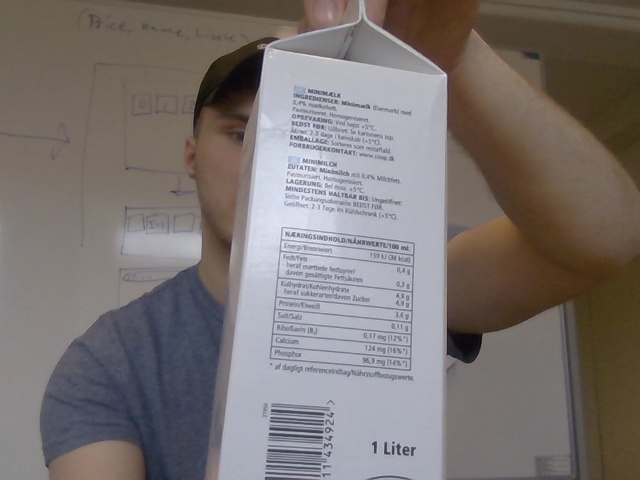 (Price, name,
MINIMÆLK
INGREDIENSER: Minimælk (Danmark) med
0,4% mælkefedt.
Pasteuriseret. Homogeniseret.
OPBEVARING: Ved højst +5°C.
BEDST FØR: Uåbnet: Se kartonens top.
Åbnet: 2-3 dage i køleskab (+5°C).
EMBALLAGE: Sorteres som restaffald.
FORBRUGERKONTAKT: www.coop.dk
MINIMILCH
ZUTATEN: Minimilch mit 0,4% Milchfett.
Pasteurisiert. Homogenisiert.
LAGERUNG: Bei max. +5°C.
MINDESTENS HALTBAR BIS: Ungeöffnet:
Siehe Packungsoberseite BEDST FØR.
Geöffnet: 2-3 Tage im Kühlschrank (+5°C).
NÆRINGSINDHOLD/NÄHRWERTE/100 ml.
Energi/Brennwert 159 kJ (38 kcal)
Fedt/Fett 0,4 g
heraf mættede fedtsyrer/
davon gesättigte Fettsäuren 0,3 g
Kulhydrat/Kohlenhydrate 4,9 g
heraf sukkerarter/davon Zucker 4,9 g
Protein/Eiweiß 3,6 g
Salt/Salz 0,11 g
Riboflavin (B₂) 0,17 mg (12%*)
Calcium 124 mg (16%*)
Phosphor 96,9 mg (14%*)
* af dagligt referenceindtag/Nährstoffbezugswerte.
1 Liter
11434924